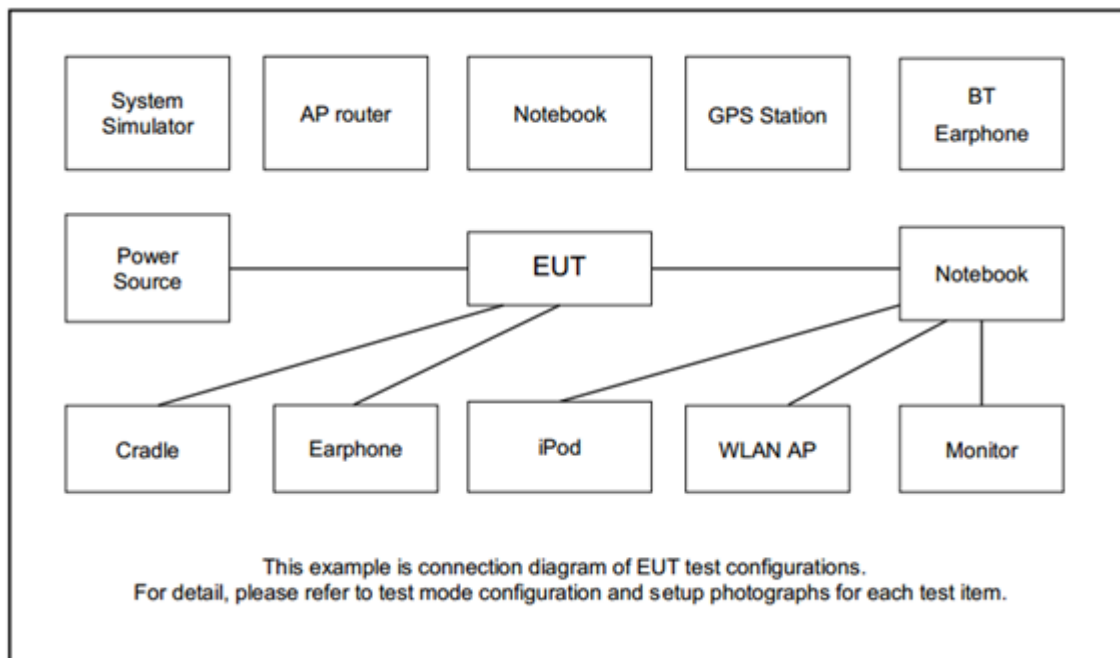 System
Simulator
AP router
Notebook
GPS Station
BT
Earphone
Power
Source
EUT
Notebook
Cradle
Earphone
iPod
WLAN AP
Monitor
This example is connection diagram of EUT test configurations.
For detail, please refer to test mode configuration and setup photographs for each test item.